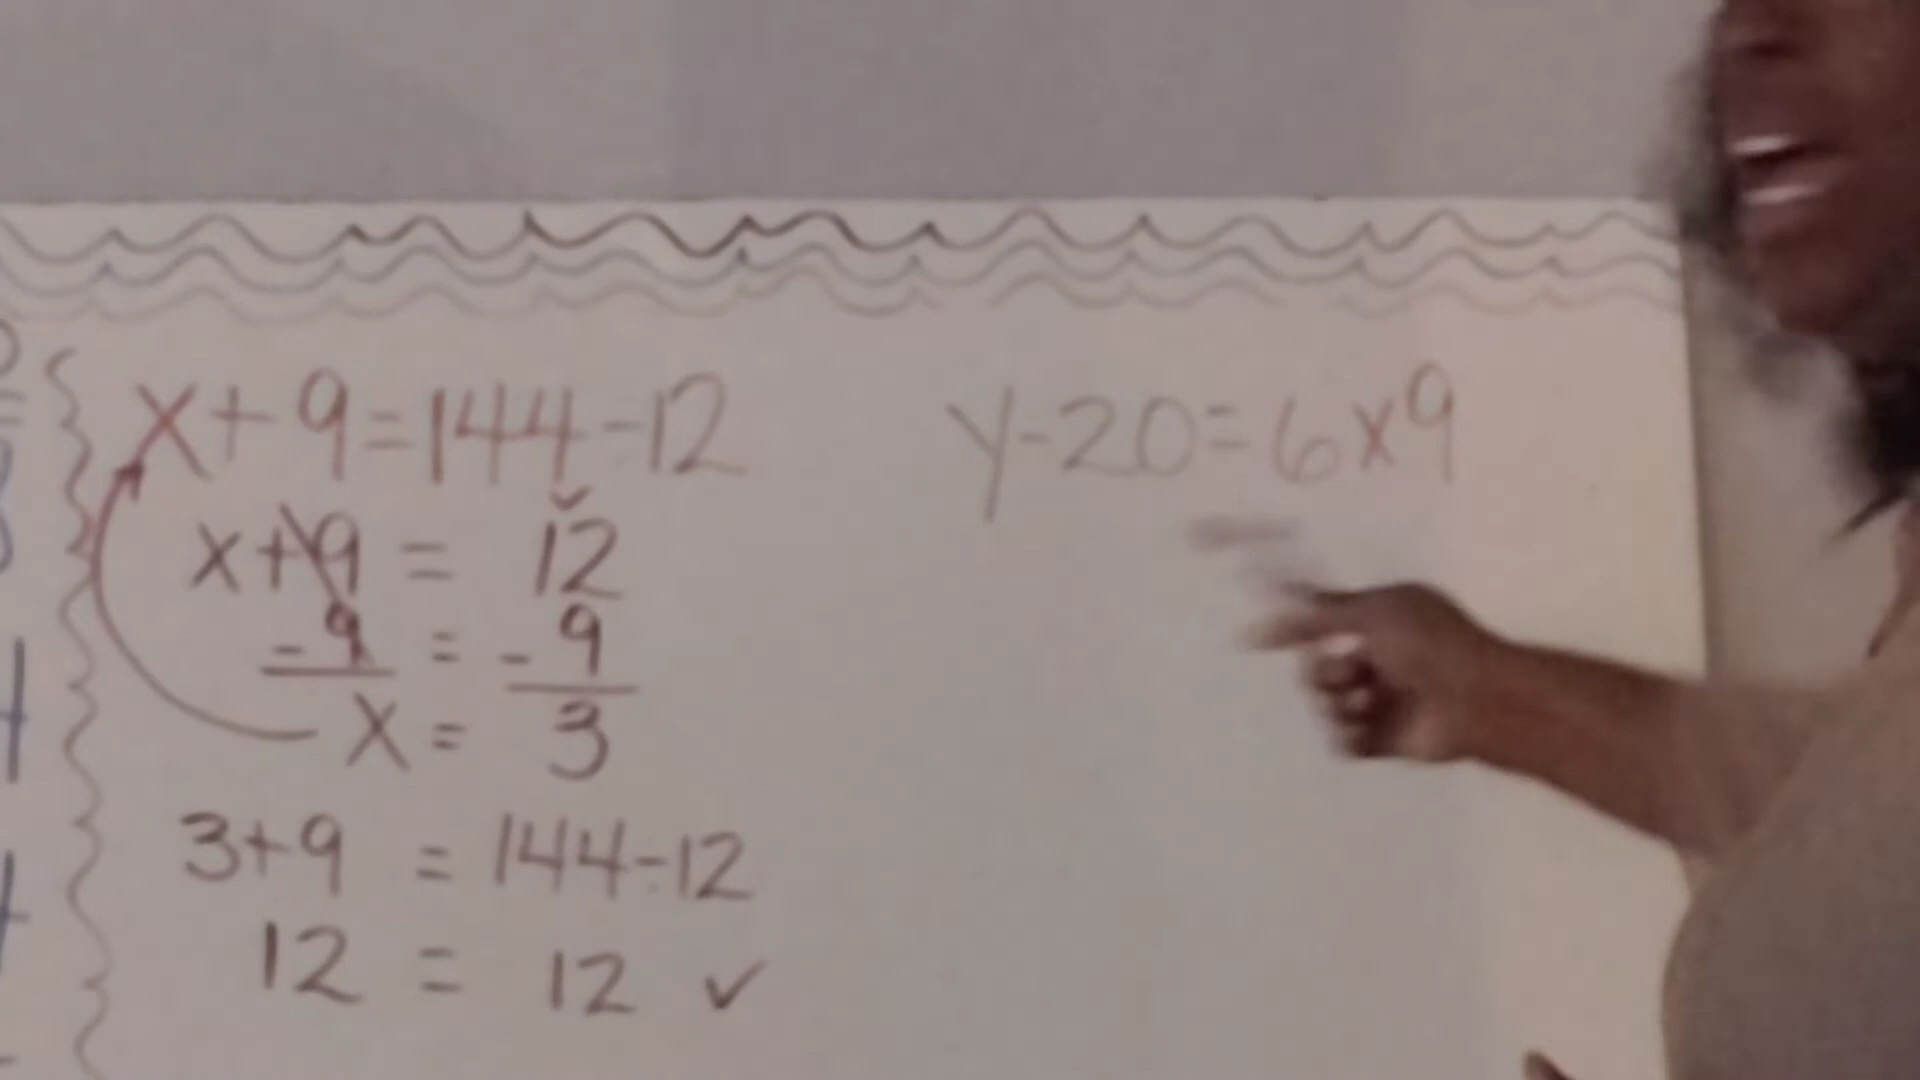 x+9=144-12
x+9 = 12
-9 = -9
x = 3
3+9 = 144-12
12 = 12 ✓
y-20=6x9